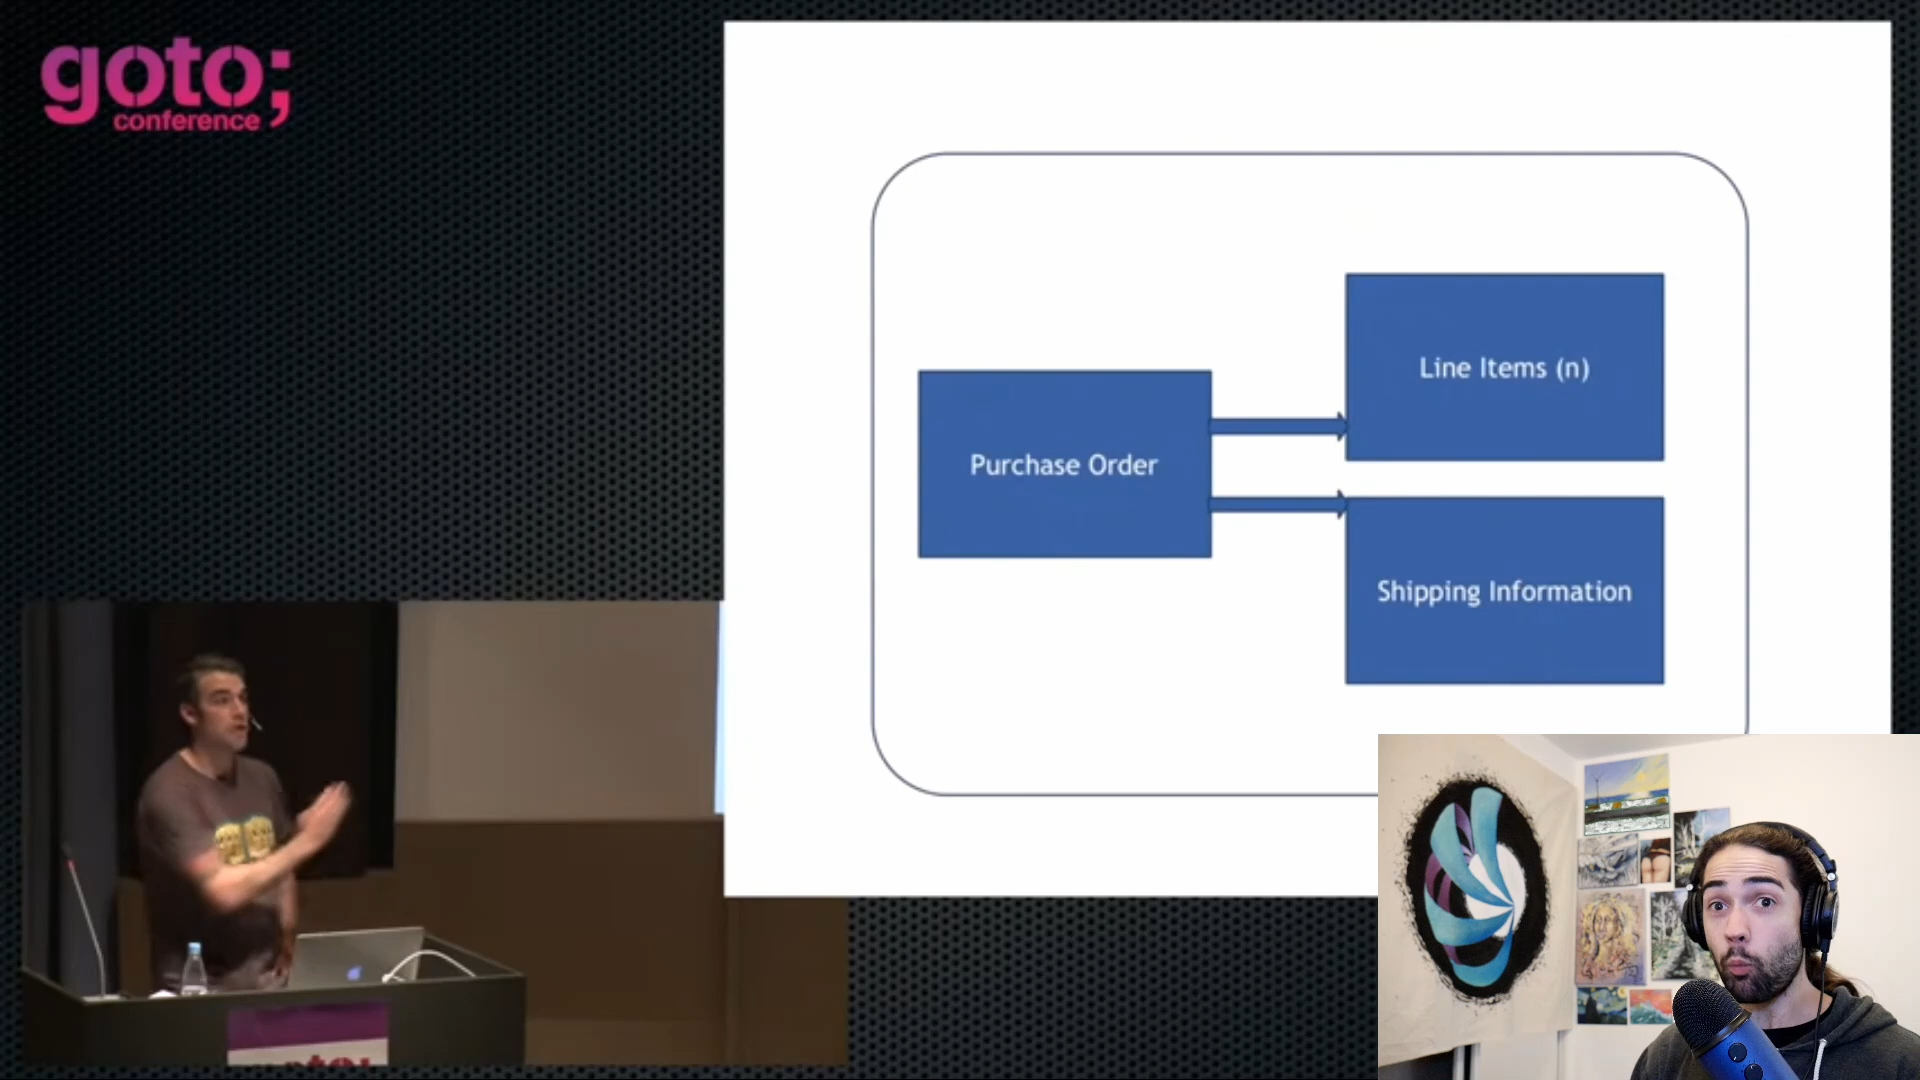 goto;
conference
Line Items (n)
Purchase Order
Shipping Information